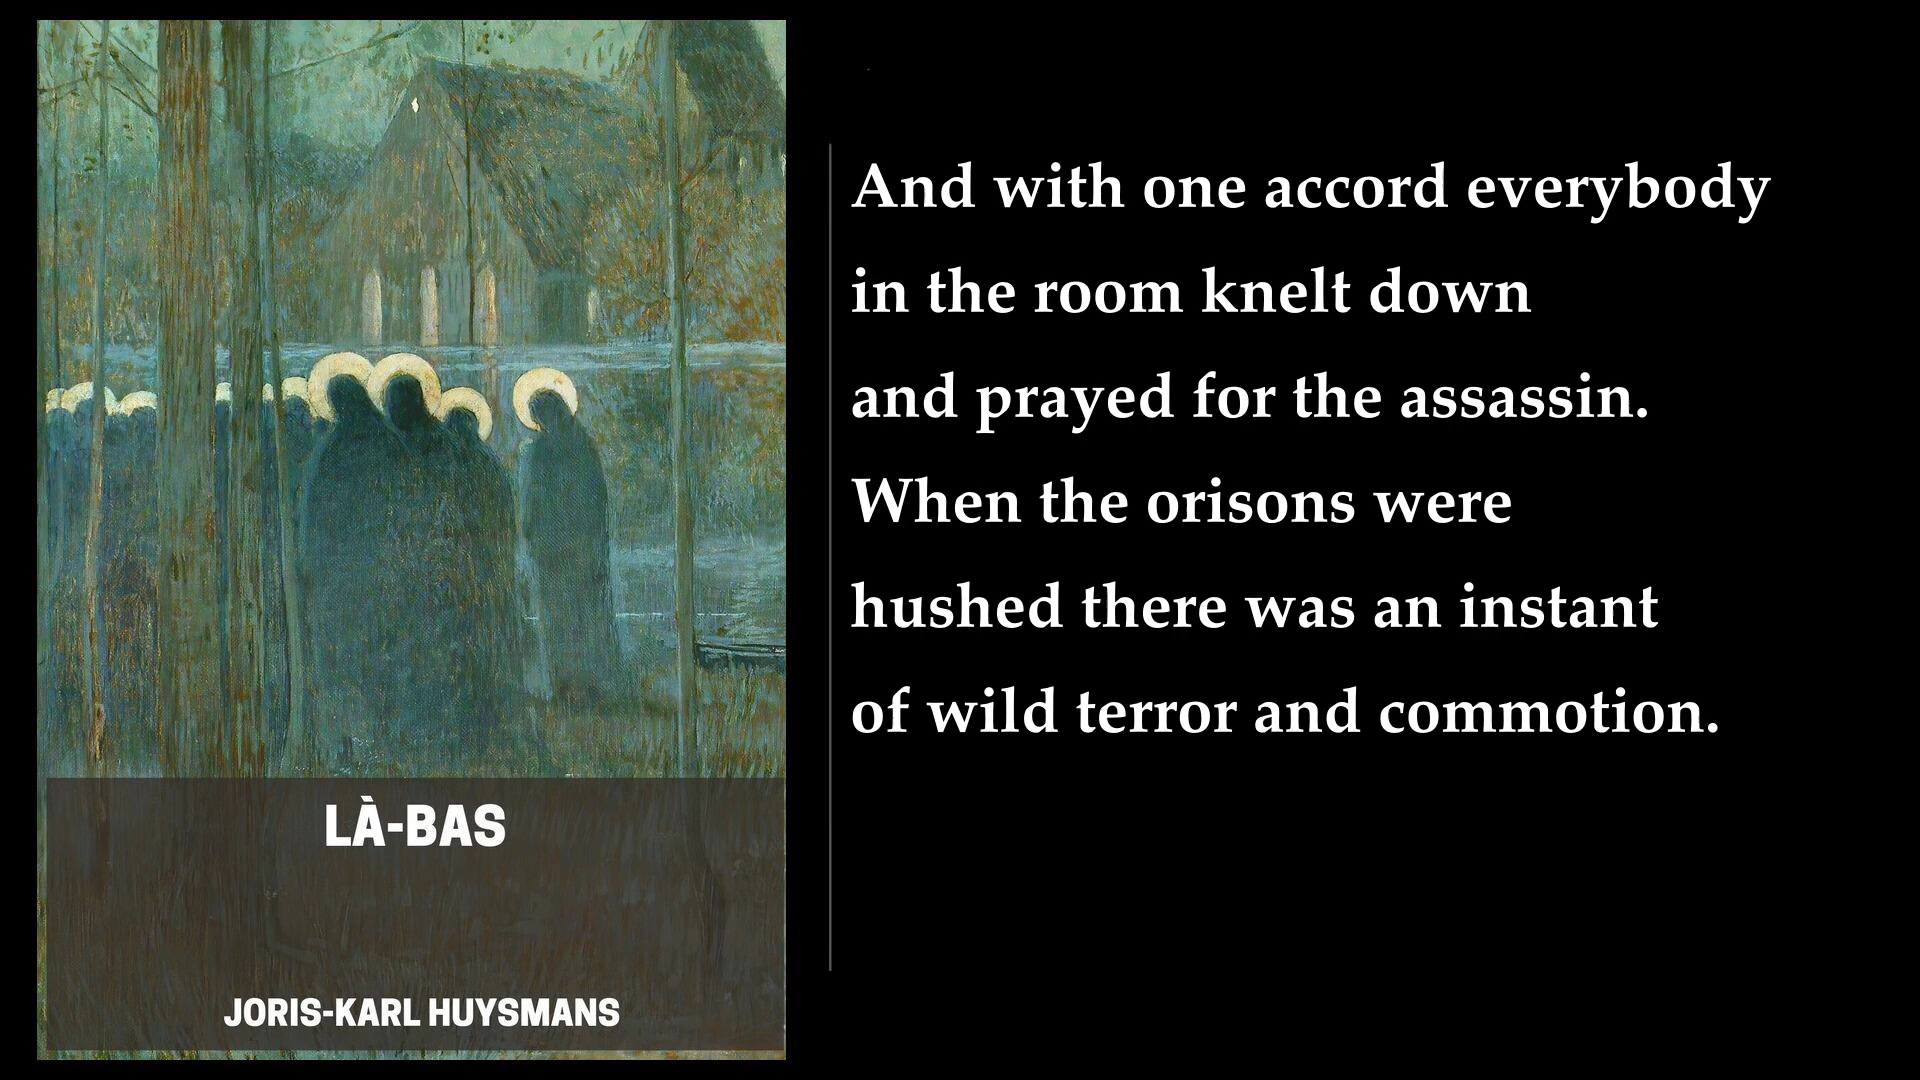 LÀ-BAS
JORIS-KARL HUYSMANS
And with one accord everybody
in the room knelt down
and prayed for the assassin.
When the orisons were
hushed there was an instant
of wild terror and commotion.